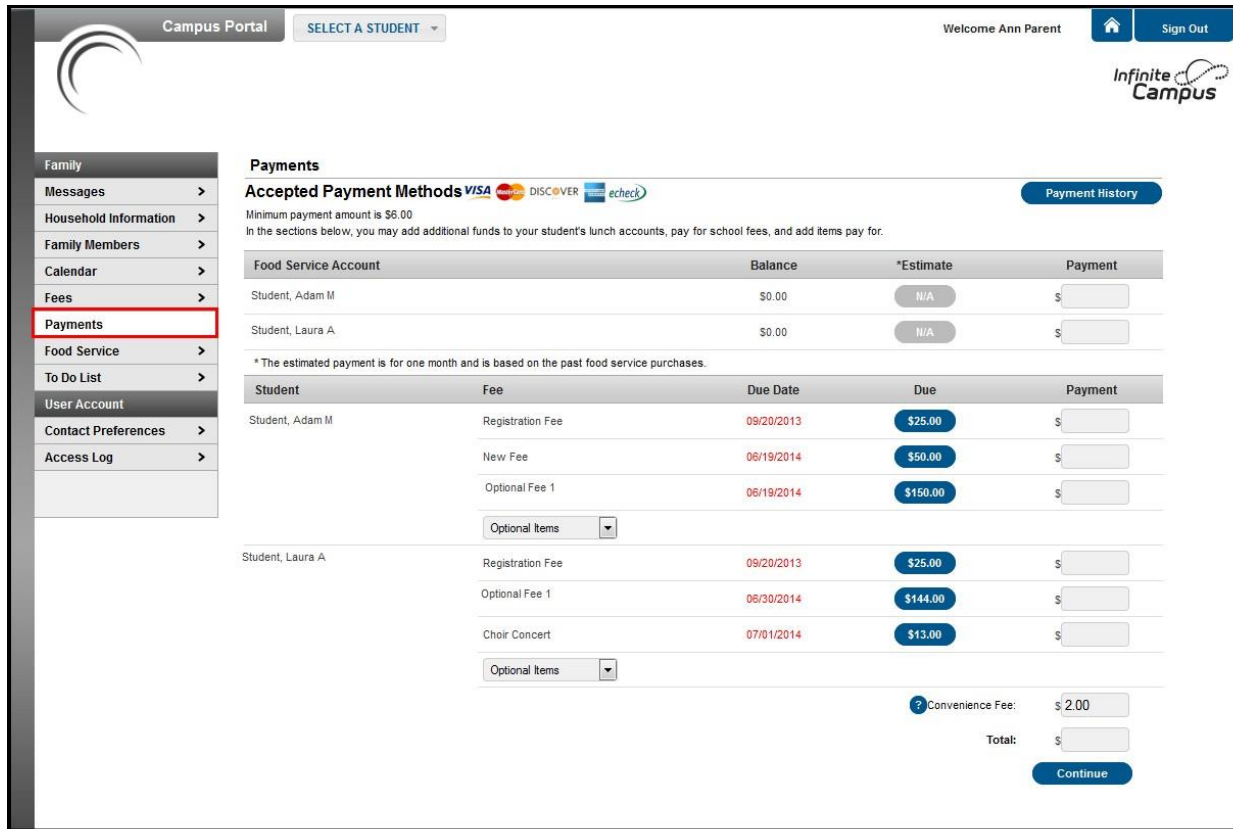 Campus Portal SELECT A STUDENT Welcome Ann Parent Sign Out
Infinite Campus
Family
Messages
Household Information
Family Members
Calendar
Fees
Payments
Food Service
To Do List
User Account
Contact Preferences
Access Log
Payments
Accepted Payment Methods VISA MasterCard DISCOVER echeck
Payment History
Minimum payment amount is $6.00
In the sections below, you may add additional funds to your student's lunch accounts, pay for school fees, and add items pay for.
Food Service Account Balance *Estimate Payment
Student, Adam M $0.00 N/A $
Student, Laura A $0.00 N/A $
* The estimated payment is for one month and is based on the past food service purchases.
Student Fee Due Date Due Payment
Student, Adam M Registration Fee 09/20/2013 $25.00 $
New Fee 06/19/2014 $50.00 $
Optional Fee 1 06/19/2014 $150.00 $
Optional Items
Student, Laura A Registration Fee 09/20/2013 $25.00 $
Optional Fee 1 06/30/2014 $144.00 $
Choir Concert 07/01/2014 $13.00 $
Optional Items
? Convenience Fee: $ 2.00
Total: $
Continue